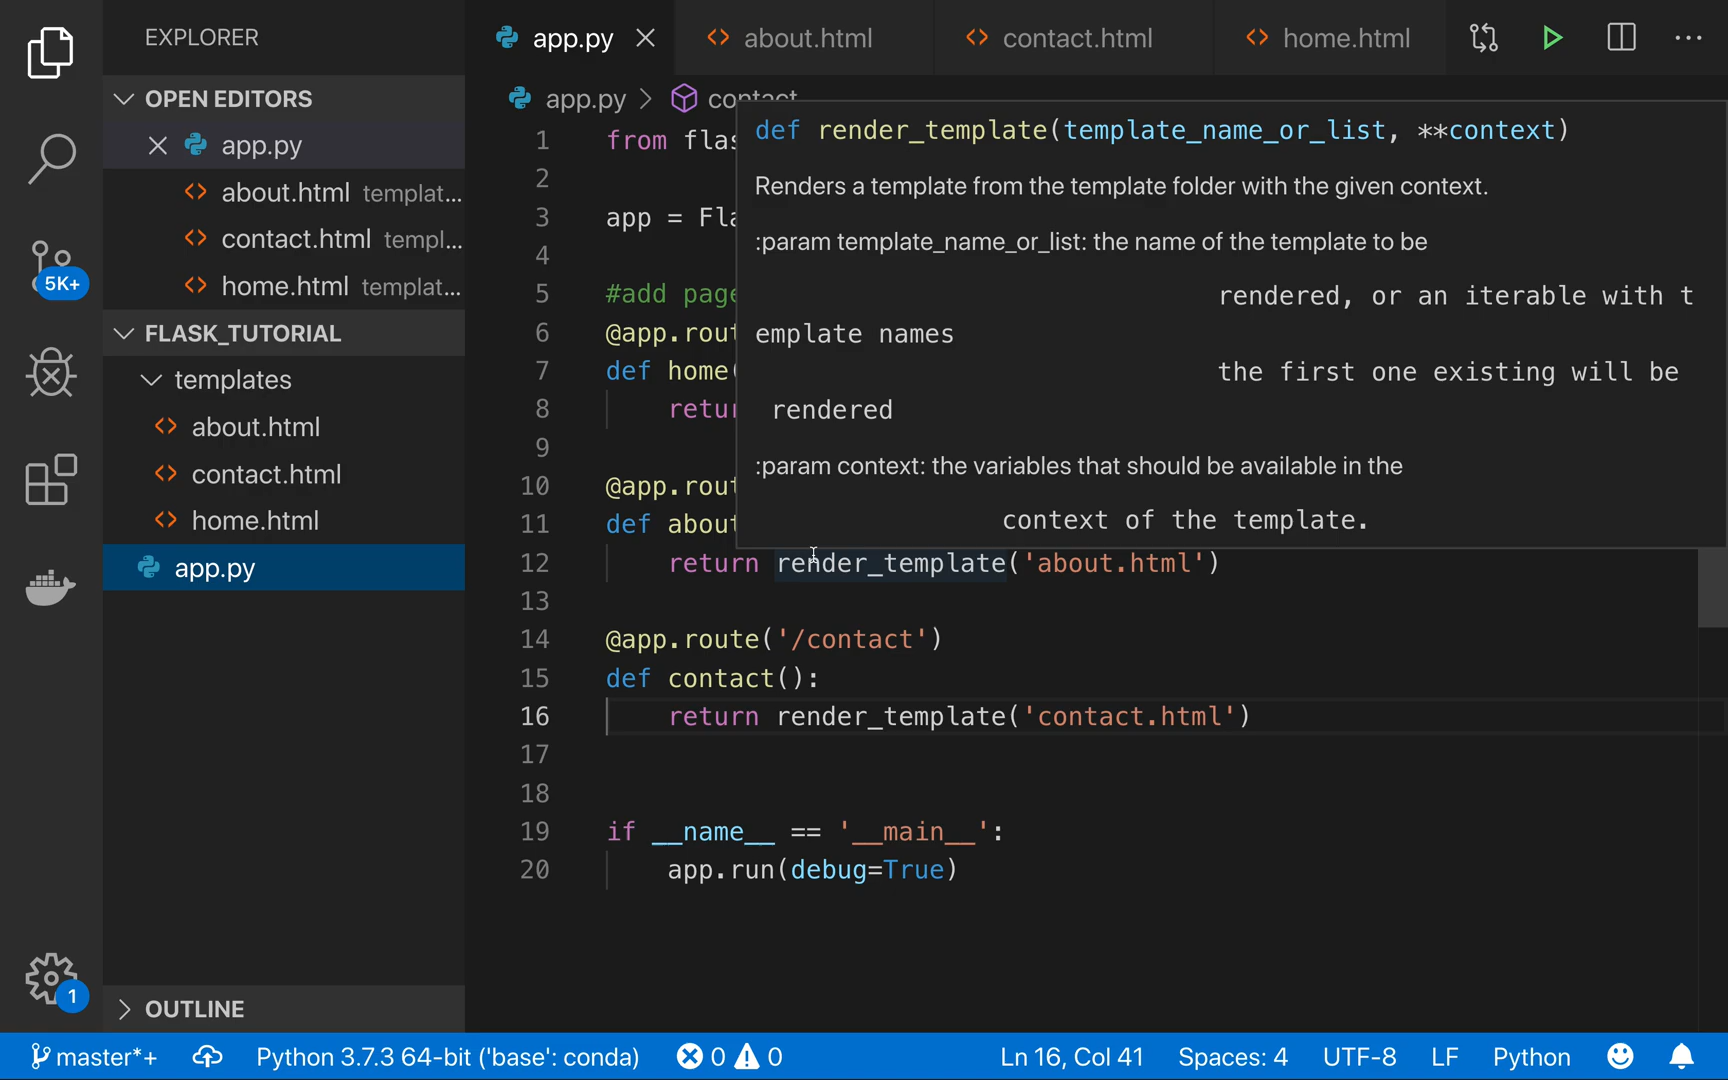 EXPLORER
app.py
about.html
contact.html
home.html
OPEN EDITORS
app.py
about.html templat...
contact.html templ...
home.html templat...
FLASK_TUTORIAL
templates
about.html
contact.html
home.html
app.py
OUTLINE
5K+
1
app.py > contact
def render_template(template_name_or_list, **context)
Renders a template from the template folder with the given context.
:param template_name_or_list: the name of the template to be
rendered, or an iterable with t
emplate names
the first one existing will be
rendered
:param context: the variables that should be available in the
context of the template.
1 from flas
2
3 app = Fla
4
5 #add page
6 @app.rout
7 def home(
8 retur
9
10 @app.rout
11 def about
12 return render_template('about.html')
13
14 @app.route('/contact')
15 def contact():
16 return render_template('contact.html')
17
18
19 if __name__ == '__main__':
20 app.run(debug=True)
master*+ Python 3.7.3 64-bit ('base': conda) 0 0 Ln 16, Col 41 Spaces: 4 UTF-8 LF Python